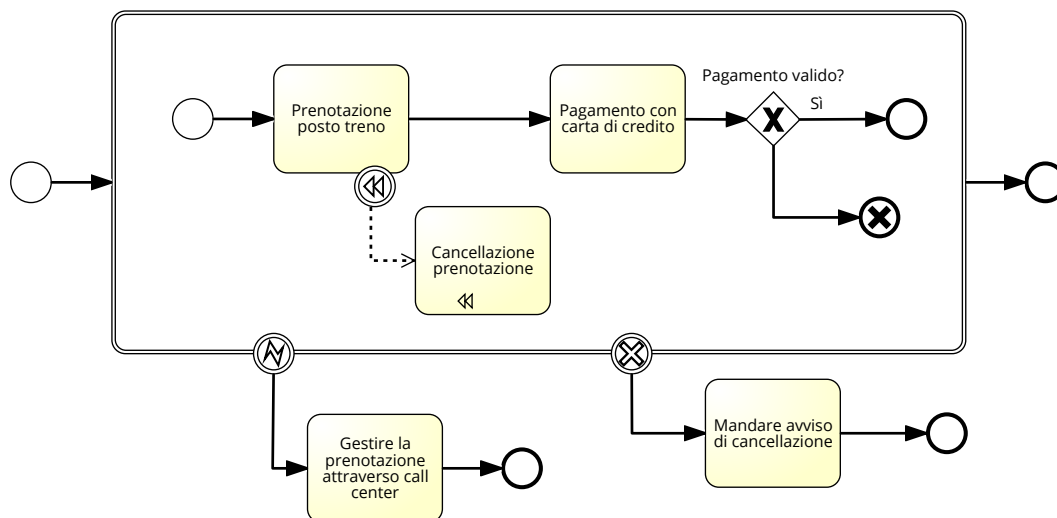 Pagamento valido?
Sì
Prenotazione
posto treno
Pagamento con
carta di credito
Cancellazione
prenotazione
Mandare avviso
di cancellazione
Gestire la
prenotazione
attraverso call
center